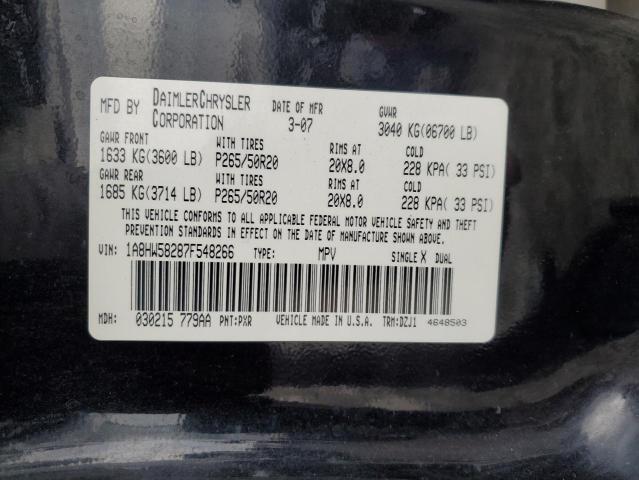 MFD BY DAIMLERCHRYSLER CORPORATION DATE OF MFR 3-07 GVWR 3040 KG(06700 LB)
GAWR FRONT WITH TIRES RIMS AT COLD
1633 KG(3600 LB) P265/50R20 20X8.0 228 KPA( 33 PSI)
GAWR REAR WITH TIRES RIMS AT COLD
1685 KG(3714 LB) P265/50R20 20X8.0 228 KPA( 33 PSI)
THIS VEHICLE CONFORMS TO ALL APPLICABLE FEDERAL MOTOR VEHICLE SAFETY AND THEFT
PREVENTION STANDARDS IN EFFECT ON THE DATE OF MANUFACTURE SHOWN ABOVE.
VIN: 1A8HW58287F548266 TYPE: MPV SINGLE X DUAL
MDH: 030215 779AA PNT:PXR VEHICLE MADE IN U.S.A. TRM:DZJ1 4648503